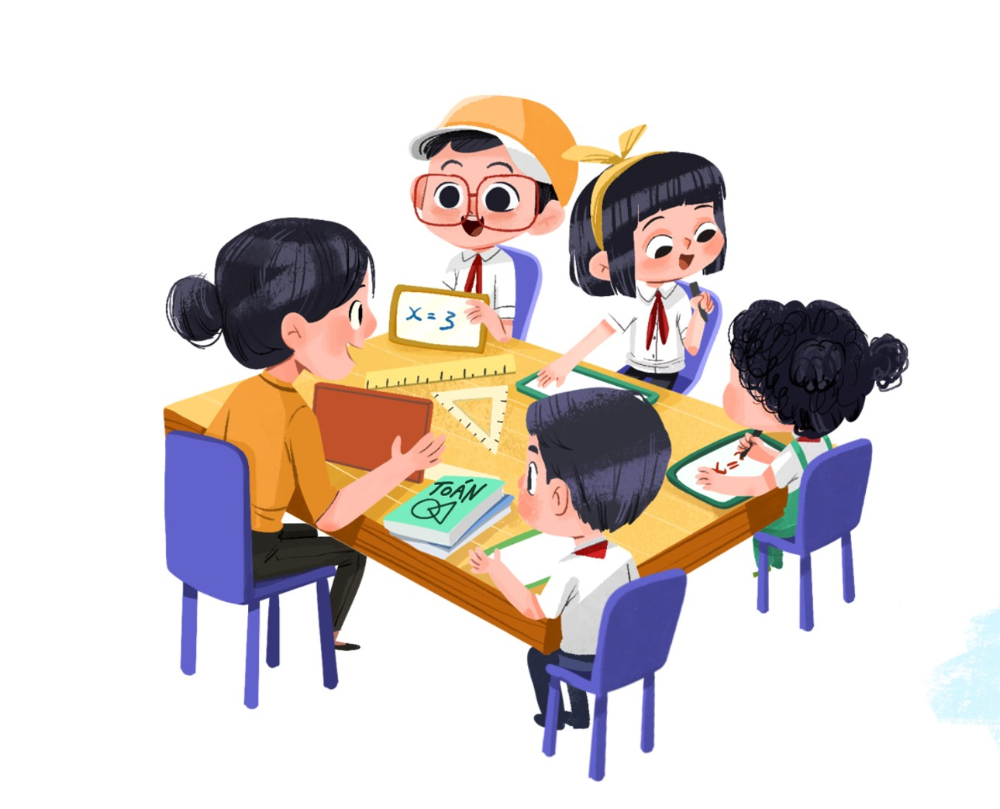 x = 3
TOÁN
x =